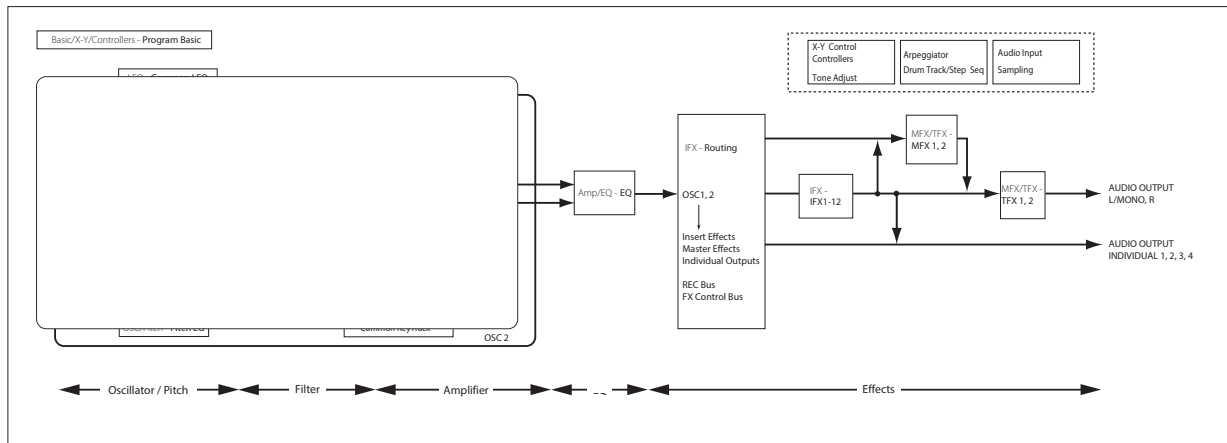 Basic/X-Y/Controllers - Program Basic
X-Y Control
Controllers
Tone Adjust
Arpeggiator
Drum Track/Step Seq
Audio Input
Sampling
IFX - Routing
OSC1, 2
Insert Effects
Master Effects
Individual Outputs
REC Bus
FX Control Bus
Amp/EQ - EQ
IFX -
IFX1-12
MFX/TFX -
MFX 1, 2
MFX/TFX -
TFX 1, 2
AUDIO OUTPUT
L/MONO, R
AUDIO OUTPUT
INDIVIDUAL 1, 2, 3, 4
OSC 2
Oscillator / Pitch
Filter
Amplifier
Effects